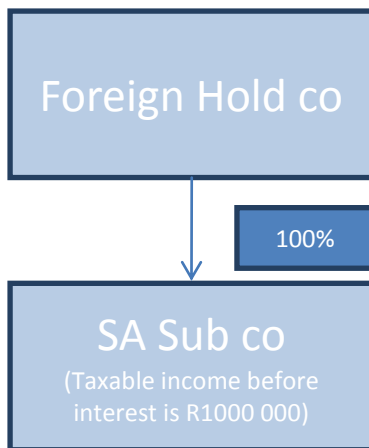 Foreign Hold co
100%
SA Sub co
(Taxable income before
interest is R1000 000)